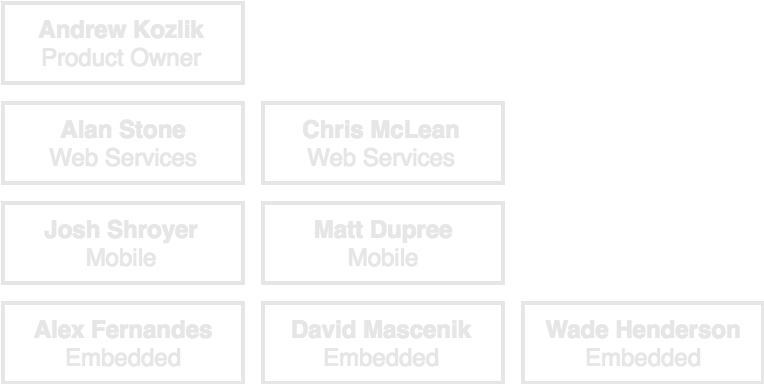 Andrew Kozlik
Product Owner
Alan Stone
Web Services
Chris McLean
Web Services
Josh Shroyer
Mobile
Matt Dupree
Mobile
Alex Fernandes
Embedded
David Mascenik
Embedded
Wade Henderson
Embedded